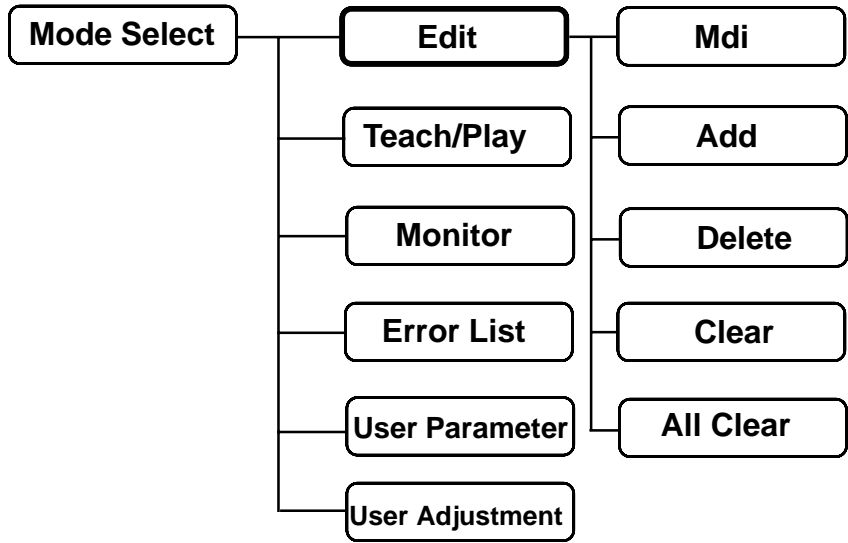 Mode Select
Edit
Mdi
Teach/Play
Add
Monitor
Delete
Error List
Clear
User Parameter
All Clear
User Adjustment